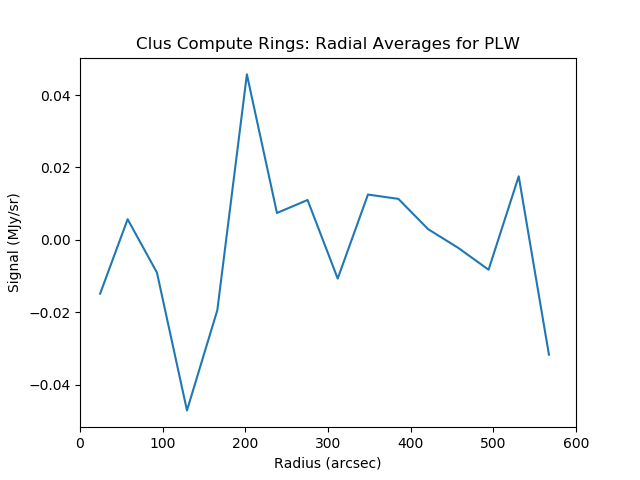 Clus Compute Rings: Radial Averages for PLW
Signal (MJy/sr)
0.04
0.02
0.00
−0.02
−0.04
0 100 200 300 400 500 600
Radius (arcsec)